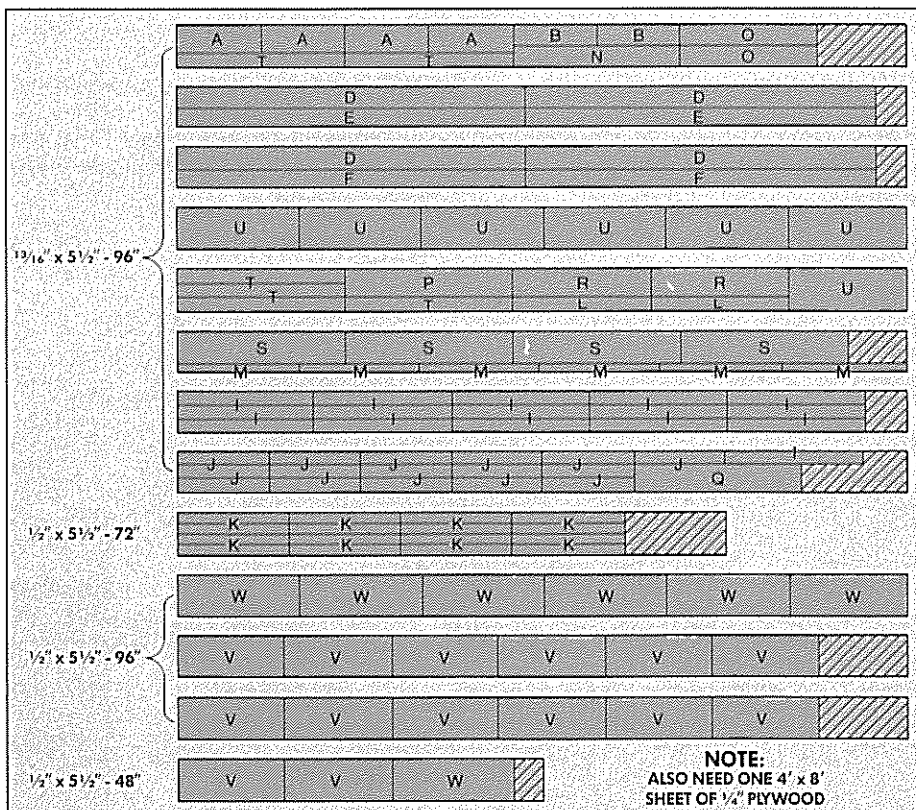 A A A A B B O
T T N O
D D
E E
D D
F F
U U U U U U
¹³⁄₁₆" x 5½" - 96"
T P R R U
T T L L
S S S S
M M M M M M
I I I I I
I I I I I
J J J J J J I
J J J J J Q
½" x 5½" - 72"
K K K K
K K K K
W W W W W W
½" x 5½" - 96"
V V V V V V
V V V V V V
½" x 5½" - 48"
V V W
NOTE:
ALSO NEED ONE 4' x 8'
SHEET OF ¼" PLYWOOD